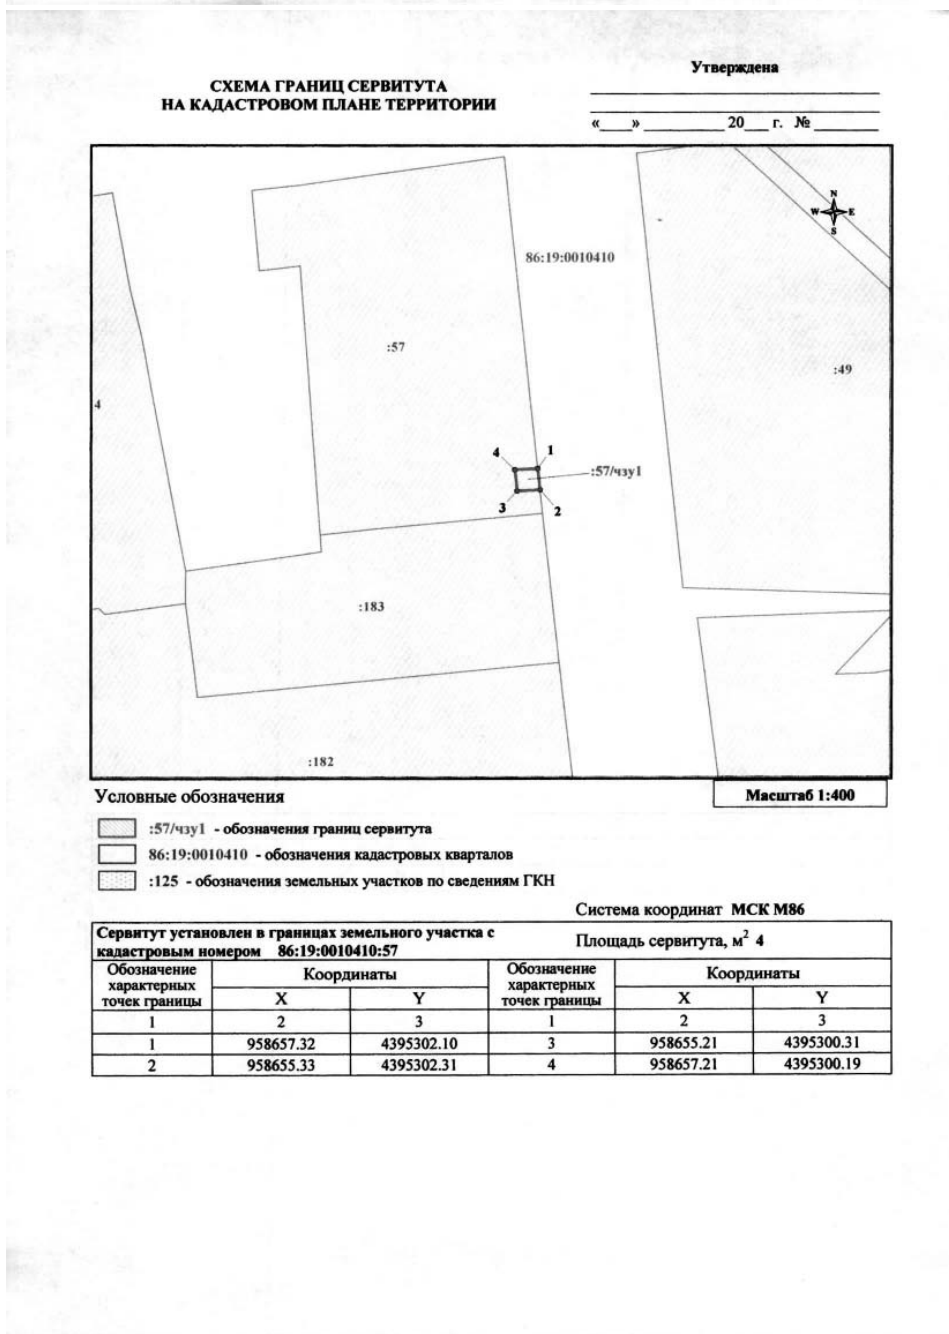 Утверждена
СХЕМА ГРАНИЦ СЕРВИТУТА
НА КАДАСТРОВОМ ПЛАНЕ ТЕРРИТОРИИ
«____» __________ 20___ г. № ________
N
W E
S
86:19:0010410
:57
:49
4
4 1
:57/чзу1
3 2
:183
:182
Условные обозначения
Масштаб 1:400
:57/чзу1 - обозначения границ сервитута
86:19:0010410 - обозначения кадастровых кварталов
:125 - обозначения земельных участков по сведениям ГКН
Система координат МСК М86
Сервитут установлен в границах земельного участка с
кадастровым номером 86:19:0010410:57
Площадь сервитута, м2 4
Обозначение характерных точек границы Координаты Обозначение характерных точек границы Координаты
X Y X Y
1 2 3 1 2 3
1 958657.32 4395302.10 3 958655.21 4395300.31
2 958655.33 4395302.31 4 958657.21 4395300.19